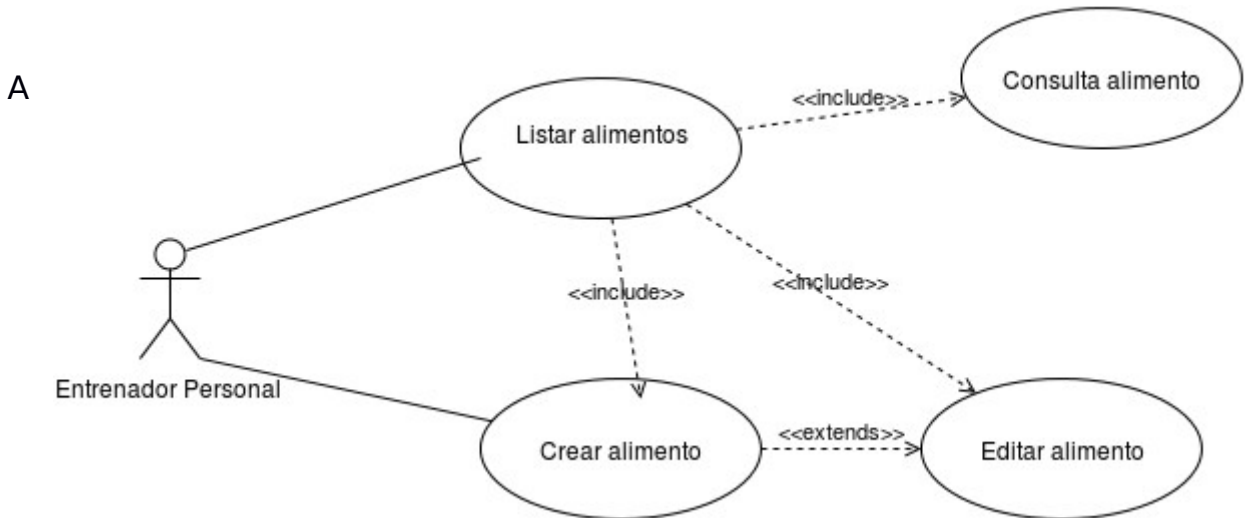 A
Consulta alimento
<<include>>
Listar alimentos
<<include>>
<<include>>
Entrenador Personal
<<extends>>
Crear alimento
Editar alimento